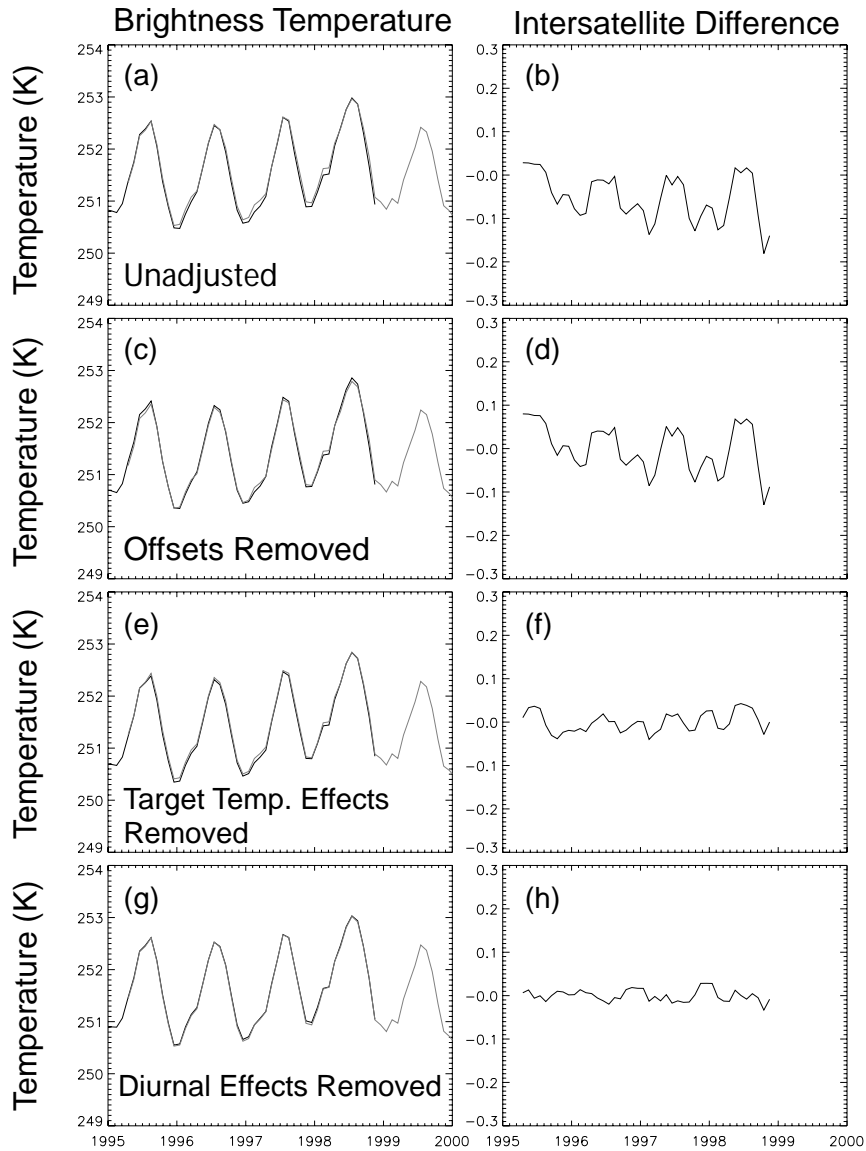 Brightness Temperature
Intersatellite Difference
Temperature (K)
254
253
252
251
250
249
(a)
Unadjusted
0.3
0.2
0.1
-0.0
-0.1
-0.2
-0.3
(b)
Temperature (K)
254
253
252
251
250
249
(c)
Offsets Removed
0.3
0.2
0.1
-0.0
-0.1
-0.2
-0.3
(d)
Temperature (K)
254
253
252
251
250
249
(e)
Target Temp. Effects
Removed
0.3
0.2
0.1
-0.0
-0.1
-0.2
-0.3
(f)
Temperature (K)
254
253
252
251
250
249
(g)
Diurnal Effects Removed
0.3
0.2
0.1
-0.0
-0.1
-0.2
-0.3
(h)
1995 1996 1997 1998 1999 2000
1995 1996 1997 1998 1999 2000